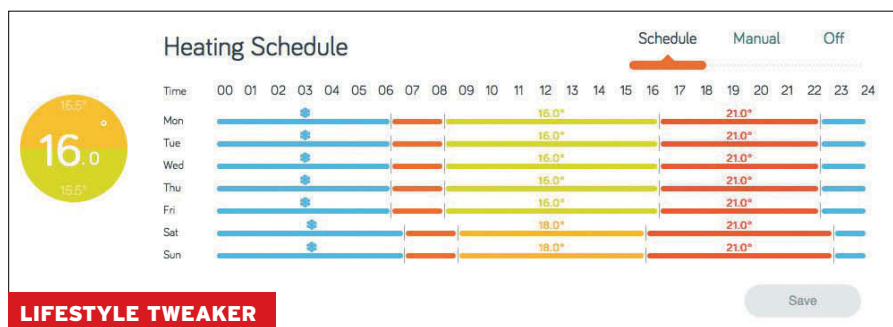 Heating Schedule
Schedule Manual Off
Time 00 01 02 03 04 05 06 07 08 09 10 11 12 13 14 15 16 17 18 19 20 21 22 23 24
Mon 16.0° 21.0°
Tue 16.0° 21.0°
Wed 16.0° 21.0°
Thu 16.0° 21.0°
Fri 16.0° 21.0°
Sat 18.0° 21.0°
Sun 18.0° 21.0°
16.5°
16.0°
15.5°
Save
LIFESTYLE TWEAKER